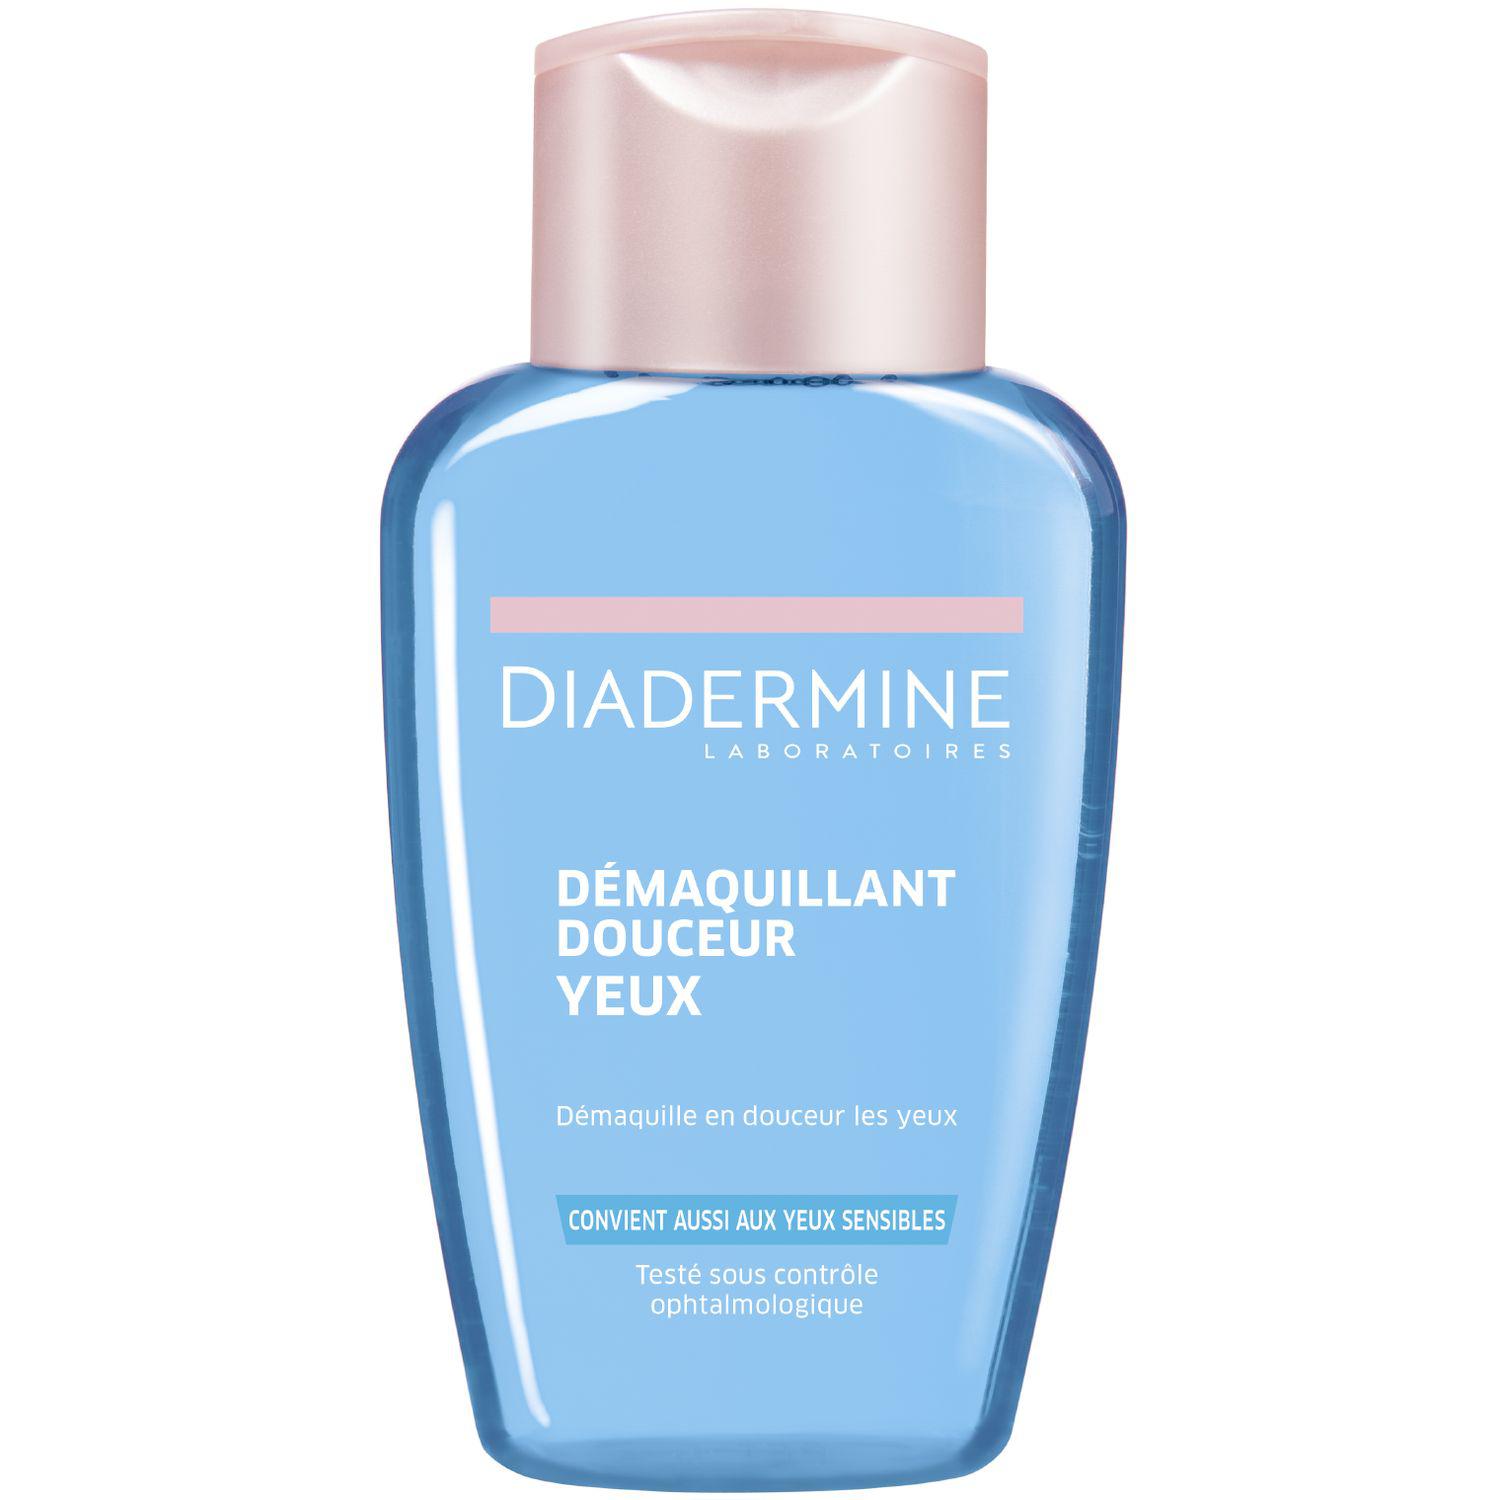 DIADERMINE
LABORATOIRES
DÉMAQUILLANT
DOUCEUR
YEUX
Démaquille en douceur les yeux
CONVIENT AUSSI AUX YEUX SENSIBLES
Testé sous contrôle
ophtalmologique